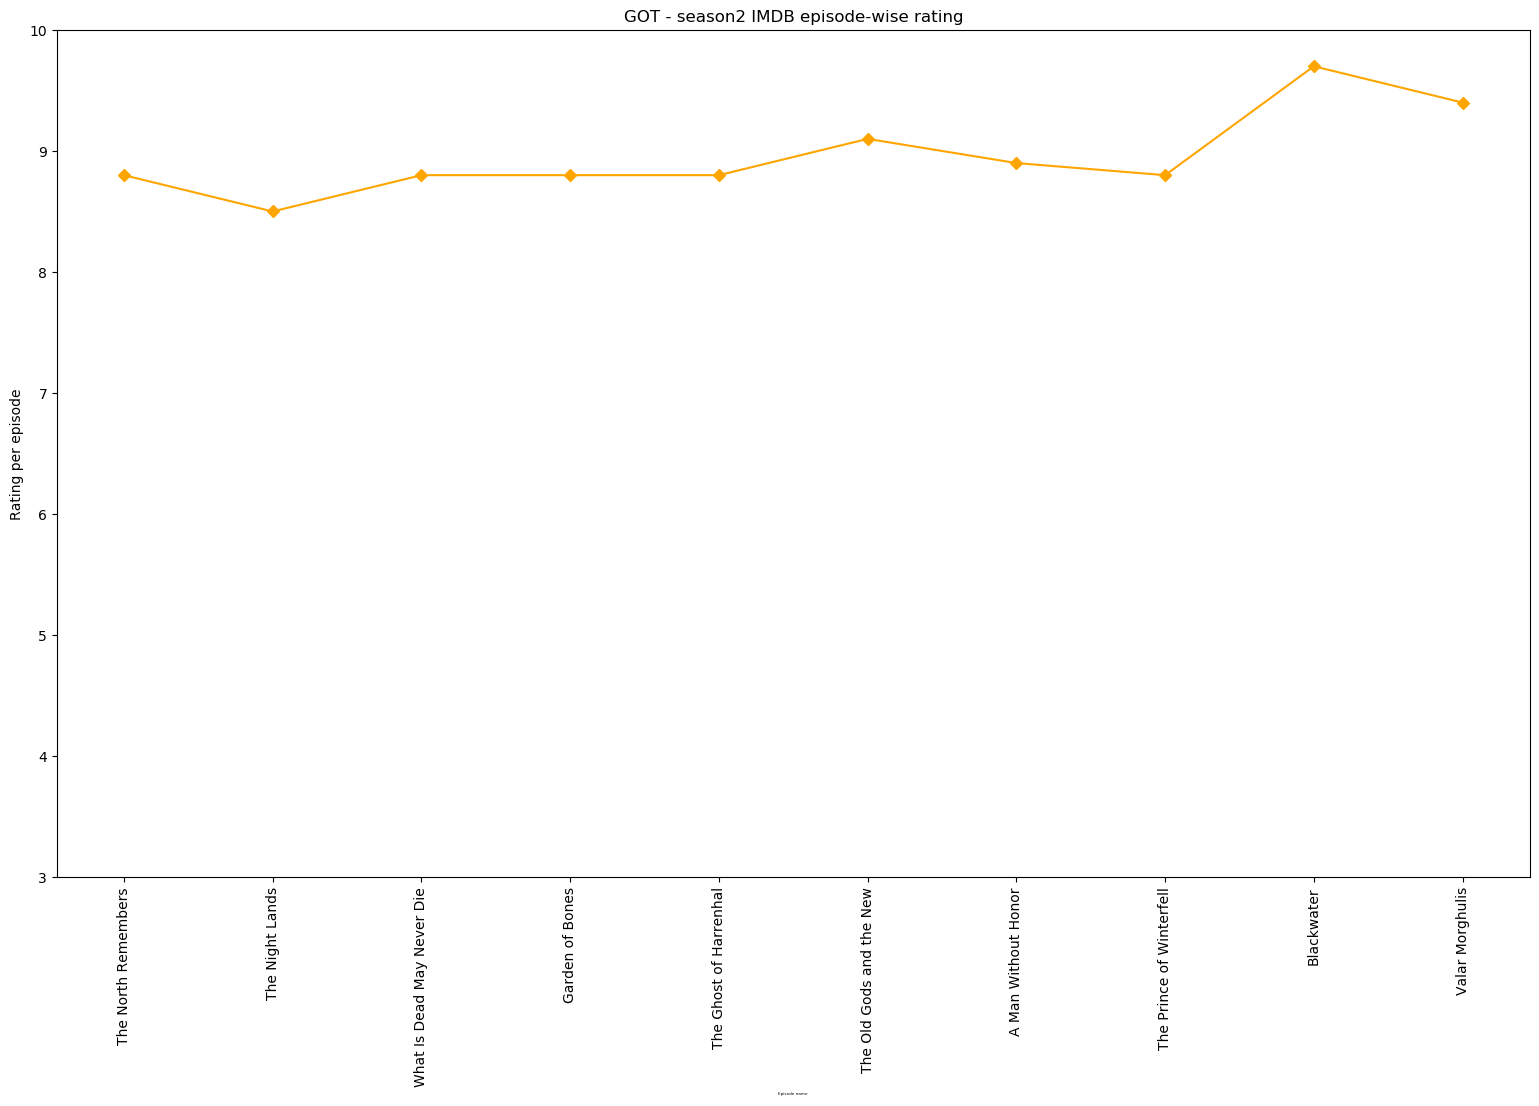 GOT - season2 IMDB episode-wise rating
10
9
8
7
6
5
4
3
Rating per episode
The North Remembers
The Night Lands
What Is Dead May Never Die
Garden of Bones
The Ghost of Harrenhal
The Old Gods and the New
A Man Without Honor
The Prince of Winterfell
Blackwater
Valar Morghulis
Episode name